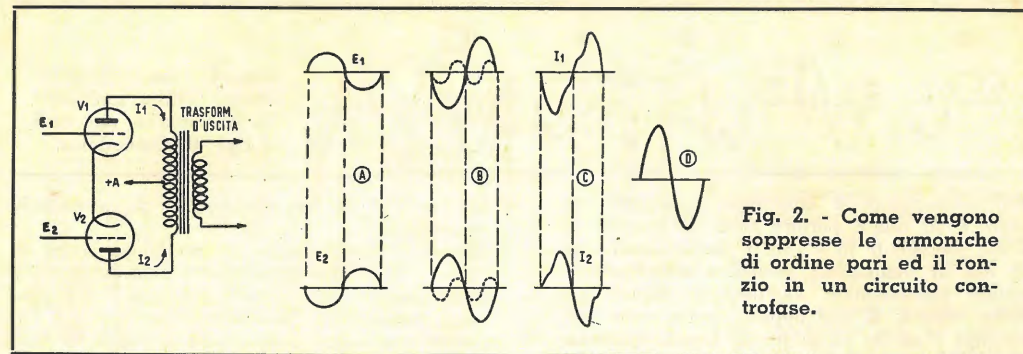 V1
E1
I1
TRASFORM.
D'USCITA
+A
V2
E2
I2
E1
A
E2
B
I1
C
I2
D
Fig. 2. - Come vengono
soppresse le armoniche
di ordine pari ed il ron-
zio in un circuito con-
trofase.